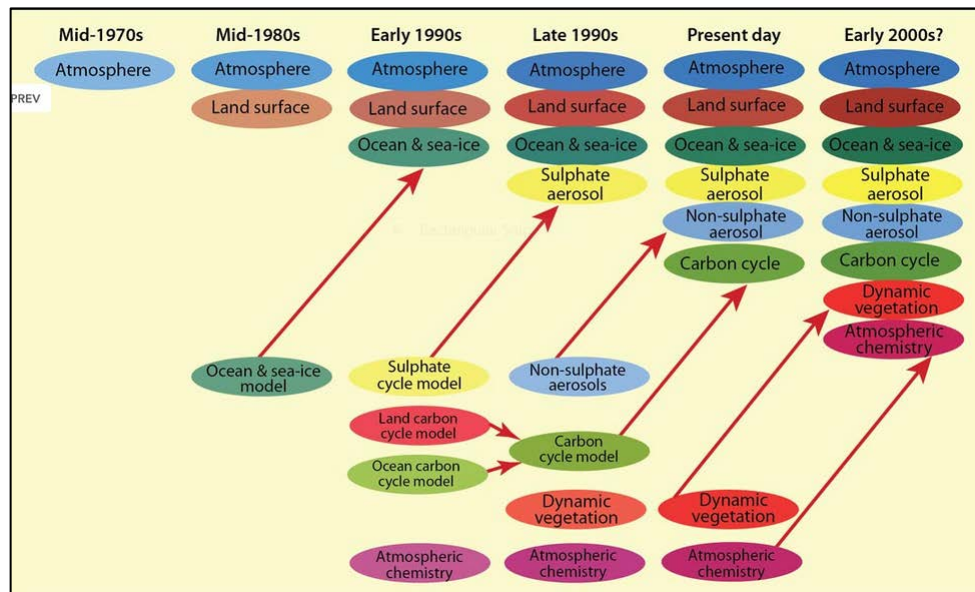 Mid-1970s
Mid-1980s
Early 1990s
Late 1990s
Present day
Early 2000s?
Atmosphere
Atmosphere
Atmosphere
Atmosphere
Atmosphere
Atmosphere
PREV
Land surface
Land surface
Land surface
Land surface
Land surface
Ocean & sea-ice
Ocean & sea-ice
Ocean & sea-ice
Ocean & sea-ice
Sulphate
aerosol
Sulphate
aerosol
Sulphate
aerosol
Non-sulphate
aerosol
Non-sulphate
aerosol
Carbon cycle
Carbon cycle
Dynamic
vegetation
Atmospheric
chemistry
Ocean & sea-ice
model
Sulphate
cycle model
Non-sulphate
aerosols
Land carbon
cycle model
Carbon
cycle model
Ocean carbon
cycle model
Dynamic
vegetation
Dynamic
vegetation
Atmospheric
chemistry
Atmospheric
chemistry
Atmospheric
chemistry